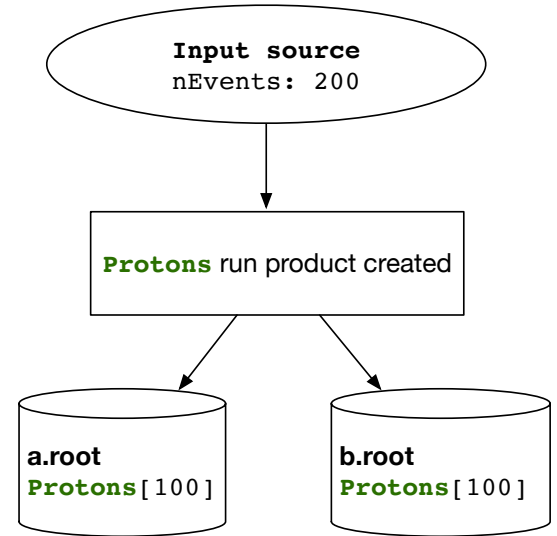 Input source
nEvents: 200
Protons run product created
a.root
Protons[100]
b.root
Protons[100]